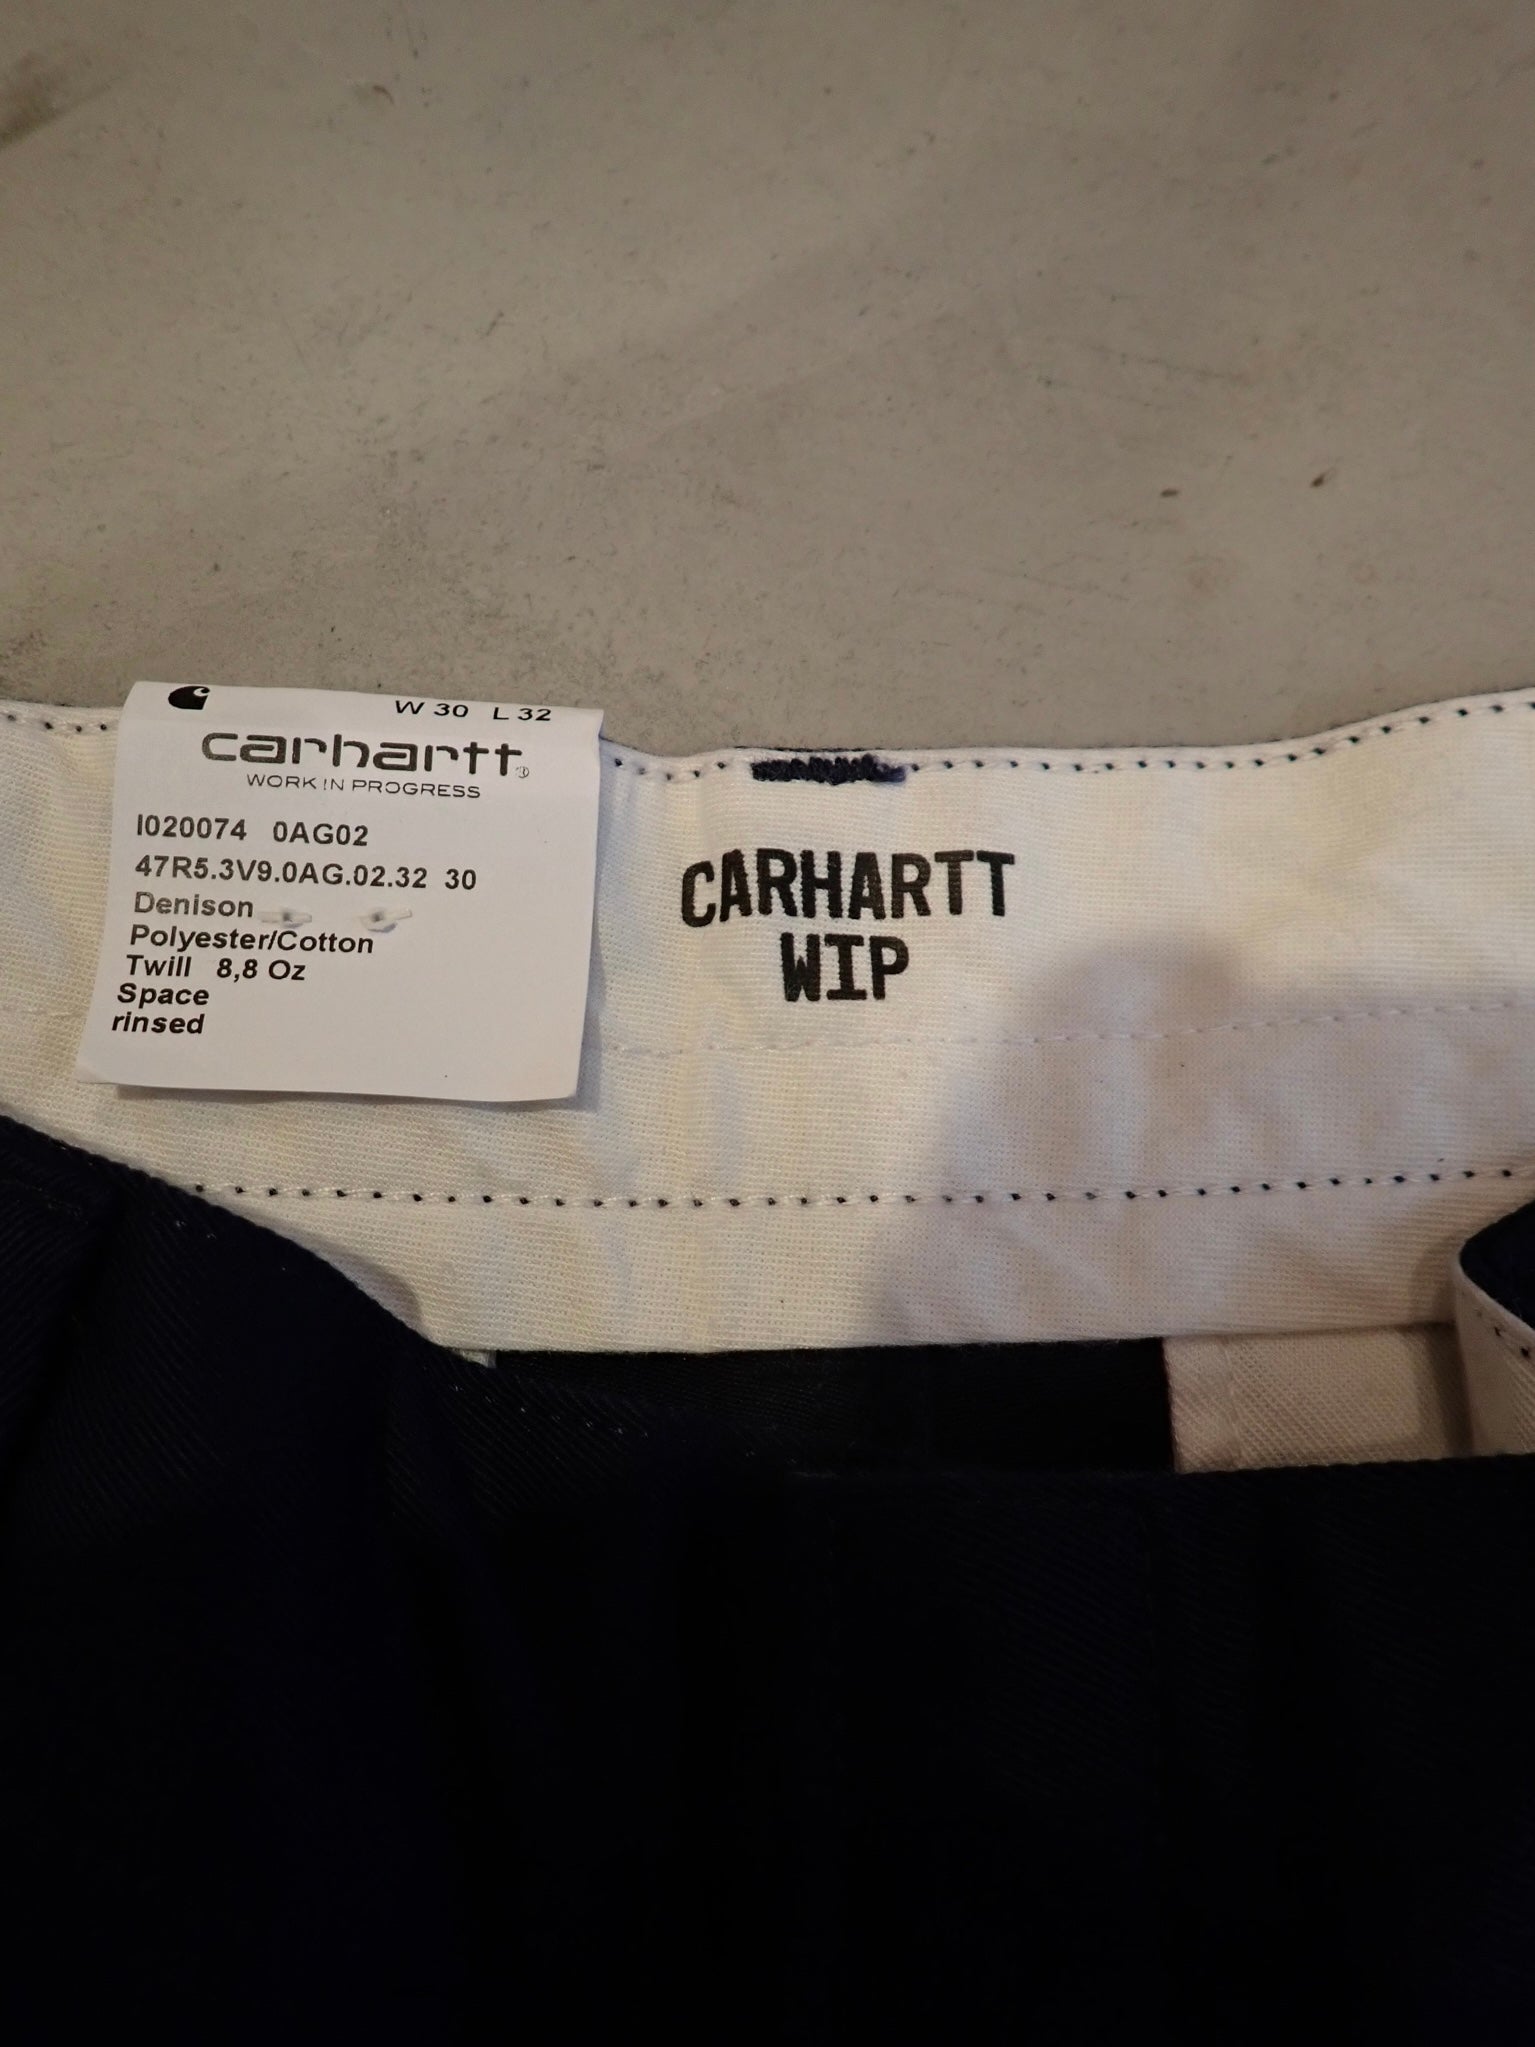 W 30 L 32
carhartt®
WORK IN PROGRESS
I020074 0AG02
47R5.3V9.0AG.02.32 30
Denison
Polyester/Cotton
Twill 8,8 Oz
Space
rinsed
CARHARTT
WIP